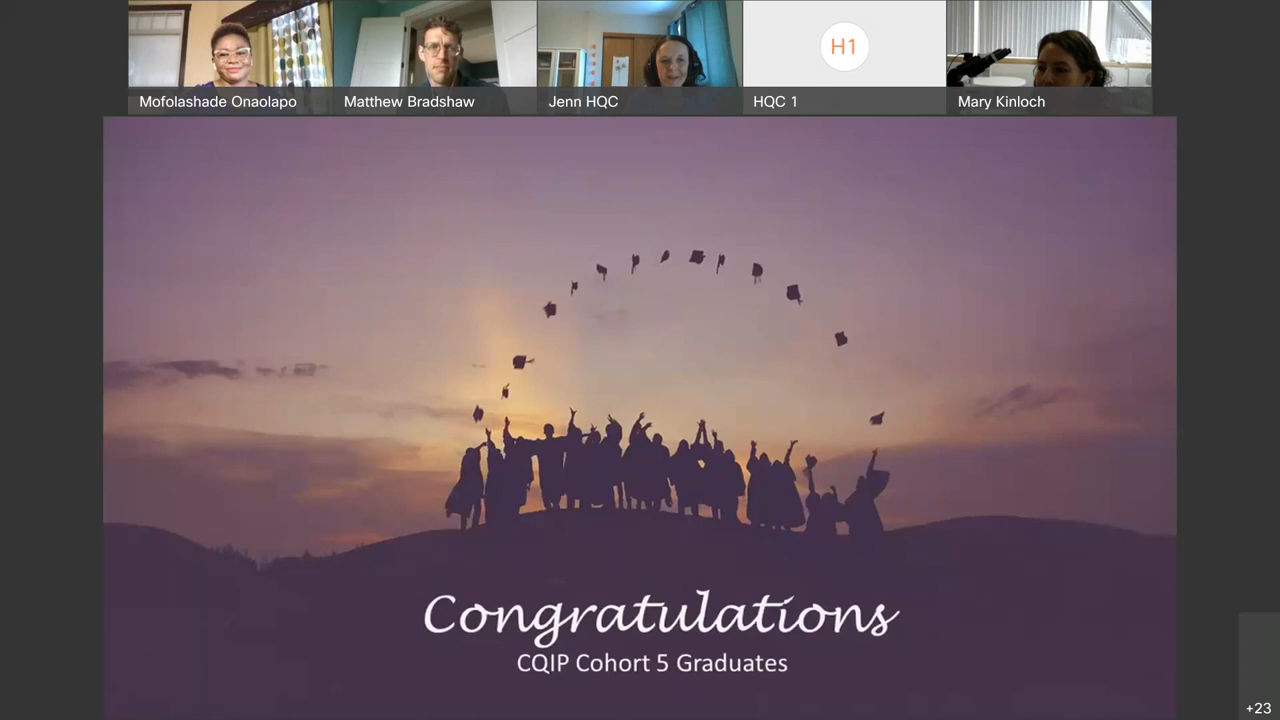 H1
Mofolashade Onaolapo
Matthew Bradshaw
Jenn HQC
HQC 1
Mary Kinloch
Congratulations
CQIP Cohort 5 Graduates
+23